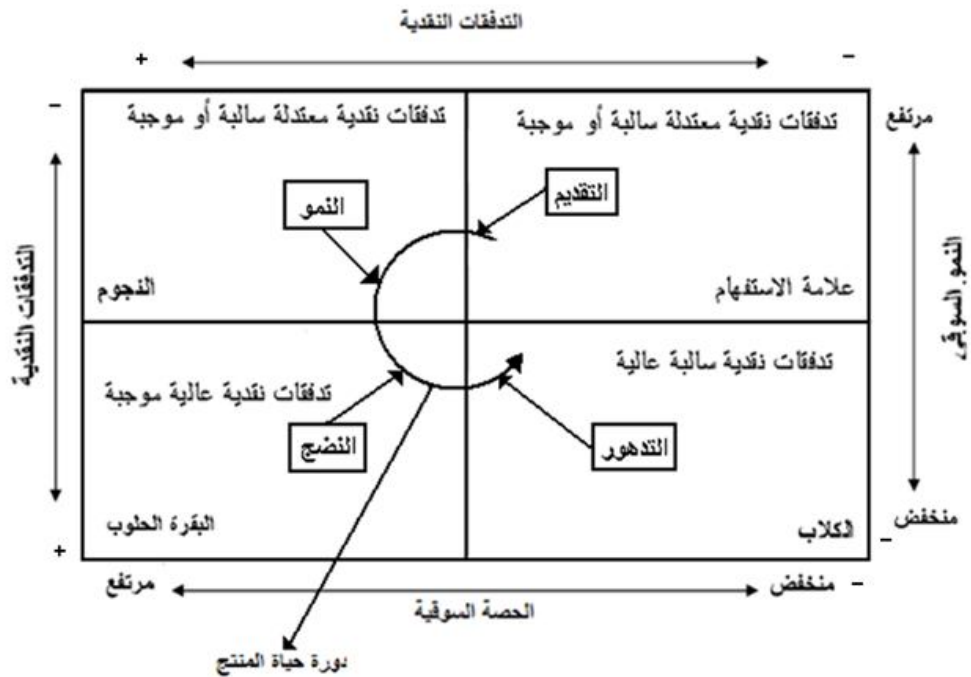 التدفقات النقدية
+
−
−
تدفقات نقدية معتدلة سالبة أو موجبة
تدفقات نقدية معتدلة سالبة أو موجبة
مرتفع
التقديم
النمو
علامة الاستفهام
النجوم
النمو السوقي
التدفقات النقدية
تدفقات نقدية سالبة عالية
تدفقات نقدية عالية موجبة
التدهور
النضج
الكلاب
البقرة الحلوب
منخفض
−
+
− منخفض
مرتفع
الحصة السوقية
دورة حياة المنتج